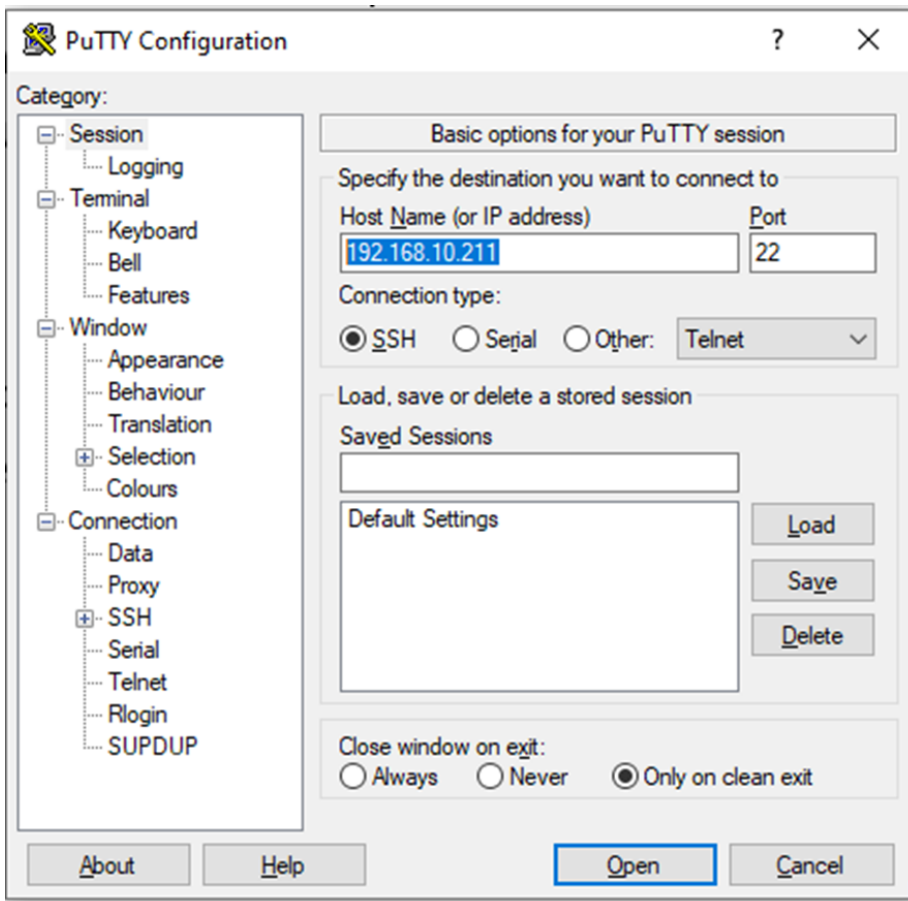 PuTTY Configuration
?
Category:
Session
Logging
Terminal
Keyboard
Bell
Features
Window
Appearance
Behaviour
Translation
Selection
Colours
Connection
Data
Proxy
SSH
Serial
Telnet
Rlogin
SUPDUP
Basic options for your PuTTY session
Specify the destination you want to connect to
Host Name (or IP address) Port
192.168.10.211 22
Connection type:
SSH Serial Other: Telnet
Load, save or delete a stored session
Saved Sessions
Default Settings
Load
Save
Delete
Close window on exit:
Always Never Only on clean exit
About Help Open Cancel